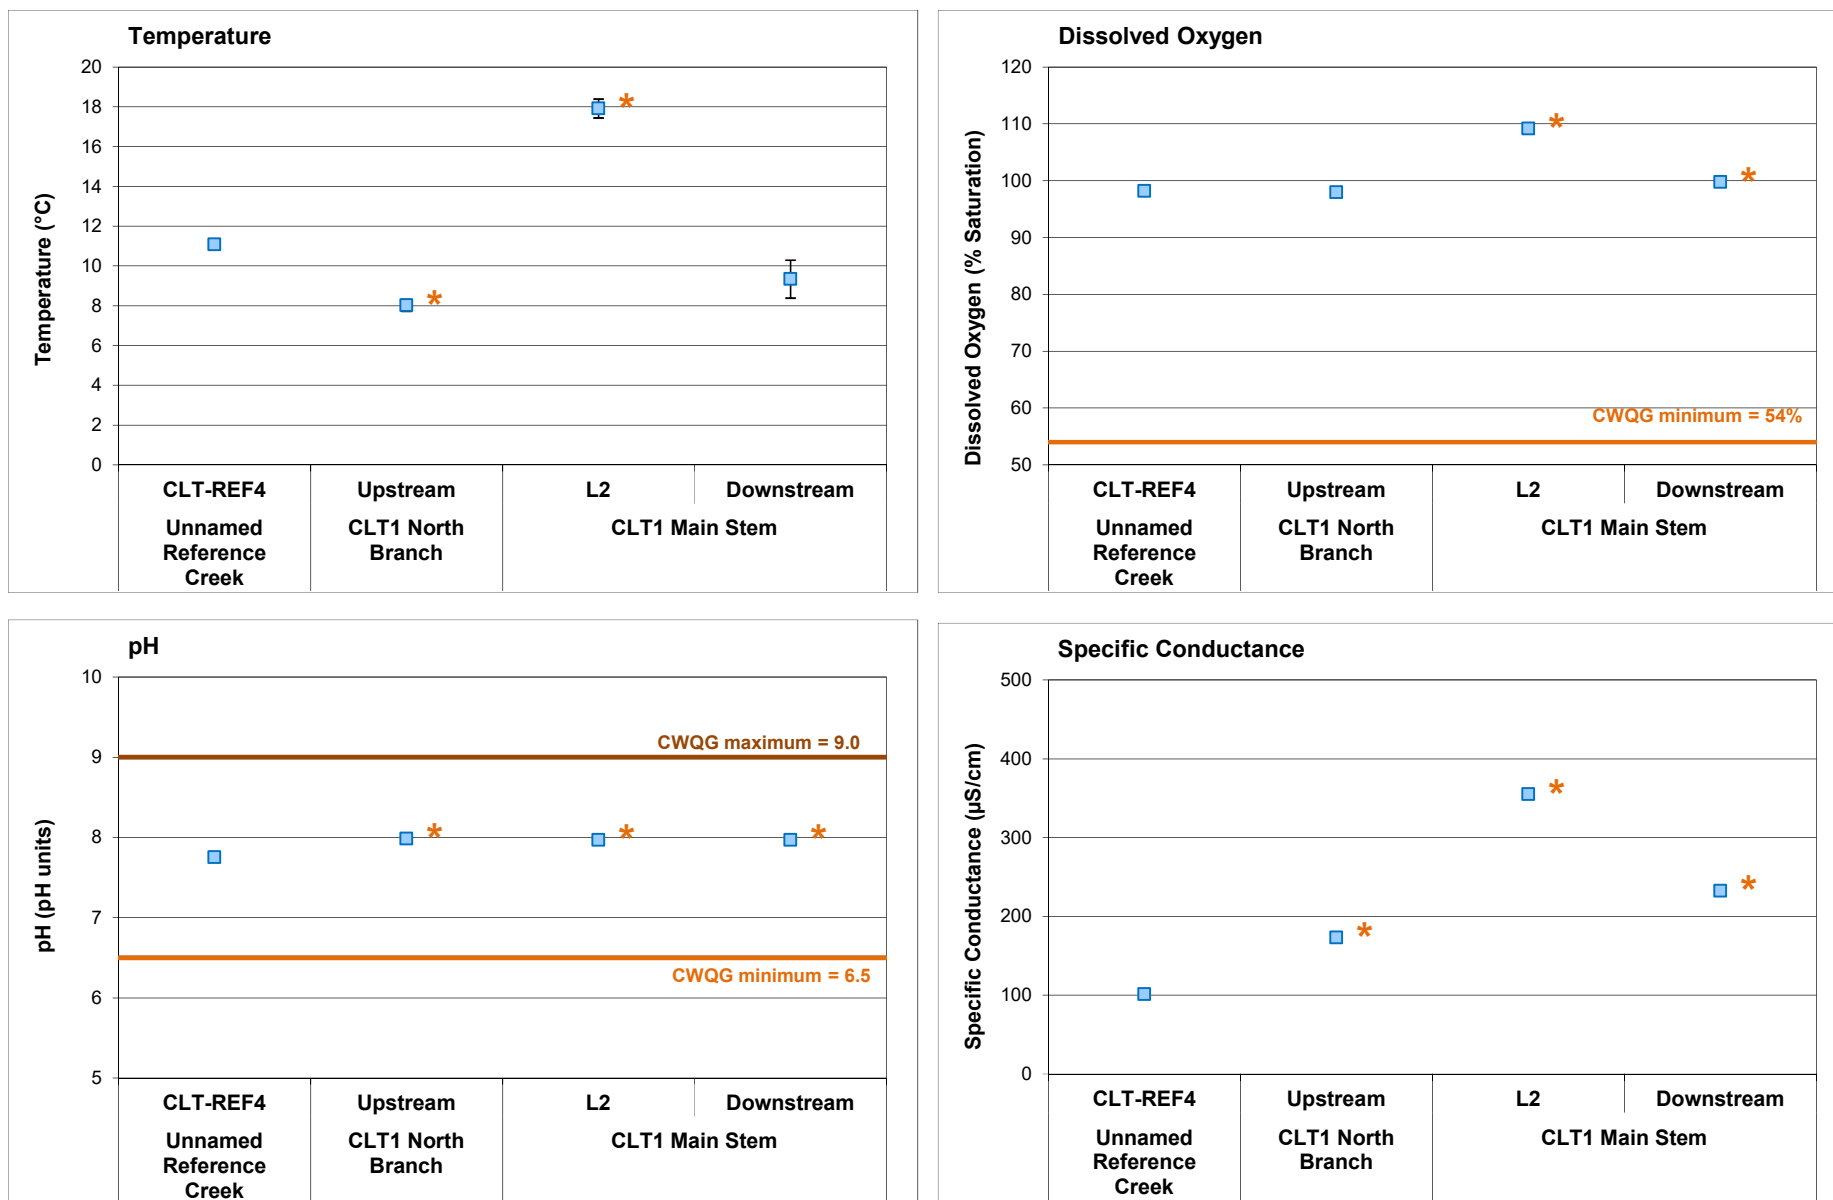 Temperature
Temperature (°C)
20
18
16
14
12
10
8
6
4
2
0
*
*
CLT-REF4
Upstream
L2
Downstream
Unnamed
Reference
Creek
CLT1 North
Branch
CLT1 Main Stem
Dissolved Oxygen
Dissolved Oxygen (% Saturation)
120
110
100
90
80
70
60
50
*
*
CWQG minimum = 54%
CLT-REF4
Upstream
L2
Downstream
Unnamed
Reference
Creek
CLT1 North
Branch
CLT1 Main Stem
pH
pH (pH units)
10
9
8
7
6
5
CWQG maximum = 9.0
*
*
*
CWQG minimum = 6.5
CLT-REF4
Upstream
L2
Downstream
Unnamed
Reference
Creek
CLT1 North
Branch
CLT1 Main Stem
Specific Conductance
Specific Conductance (µS/cm)
500
400
300
200
100
0
*
*
*
CLT-REF4
Upstream
L2
Downstream
Unnamed
Reference
Creek
CLT1 North
Branch
CLT1 Main Stem